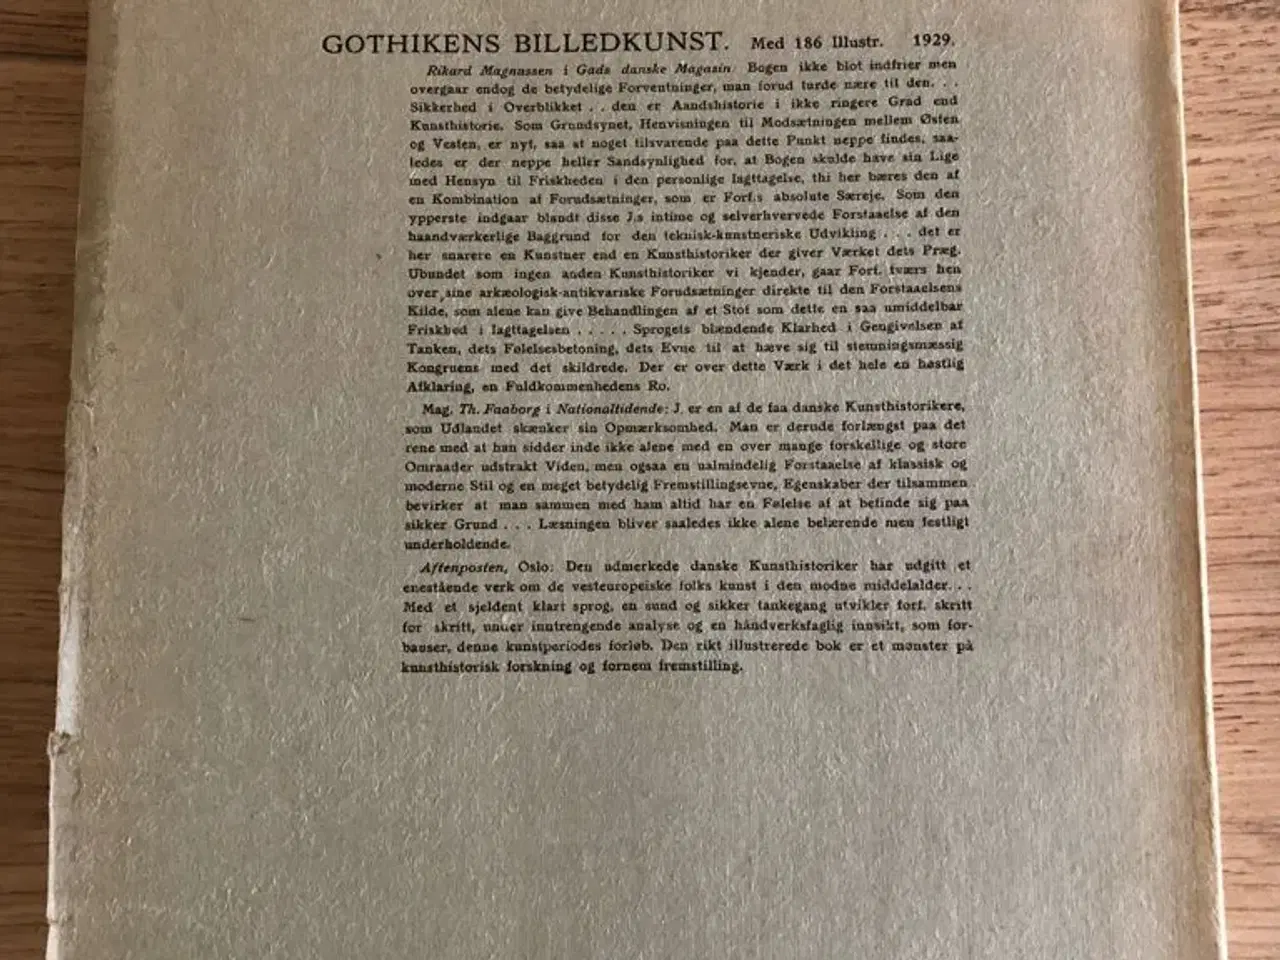 GOTHIKENS BILLEDKUNST. Med 186 Illustr. 1929.
Rikard Magnussen i Gads danske Magasin: Bogen ikke blot indfrier men
overgaar endog de betydelige Forventninger, man forud turde nære til den. . .
Sikkerhed i Overblikket . . den er Aandshistorie i ikke ringere Grad end
Kunsthistorie. Som Grundsynet, Henvisningen til Modsætningen mellem Østen
og Vesten, er nyt, saa at noget tilsvarende paa dette Punkt neppe findes, saa-
ledes er der neppe heller Sandsynlighed for, at Bogen skulde have sin Lige
med Hensyn til Friskheden i den personlige Iagttagelse, thi her bæres den af
en Kombination af Forudsætninger, som er Forf.s absolute Særeje. Som den
ypperste indgaar blandt disse J.s intime og selverhvervede Forstaaelse af den
haandværkerlige Baggrund for den teknisk-kunstneriske Udvikling . . . det er
her snarere en Kunstner end en Kunsthistoriker der giver Værket dets Præg.
Ubundet som ingen anden Kunsthistoriker vi kjender, gaar Forf. tværs hen
over sine arkæologisk-antikvariske Forudsætninger direkte til den Forstaaelsens
Kilde, som alene kan give Behandlingen af et Stof som dette en saa umiddelbar
Friskhed i Iagttagelsen . . . . . Sprogets blændende Klarhed i Gengivelsen af
Tanken, dets Følelsesbetoning, dets Evne til at hæve sig til stemningsmæssig
Kongruens med det skildrede. Der er over dette Værk i det hele en høstlig
Afklaring, en Fuldkommenhedens Ro.
Mag. Th. Faaborg i Nationaltidende: J. er en af de faa danske Kunsthistorikere,
som Udlandet skænker sin Opmærksomhed. Man er derude forlængst paa det
rene med at han sidder inde ikke alene med en over mange forskellige og store
Omraader udstrakt Viden, men ogsaa en ualmindelig Forstaaelse af klassisk og
moderne Stil og en meget betydelig Fremstillingsevne, Egenskaber der tilsammen
bevirker at man sammen med ham altid har en Følelse af at befinde sig paa
sikker Grund . . . Læsningen bliver saaledes ikke alene belærende men festligt
underholdende.
Aftenposten, Oslo: Den udmerkede danske Kunsthistoriker har udgitt et
enestående verk om de vesteuropeiske folks kunst i den modne middelalder. . .
Med et sjeldent klart sprog, en sund og sikker tankegang utvikler forf. skritt
for skritt, under inntrengende analyse og en håndverksfaglig innsikt, som for-
bauser, denne kunstperiodes forløb. Den rikt illustrerede bok er et mønster på
kunsthistorisk forskning og fornem fremstilling.